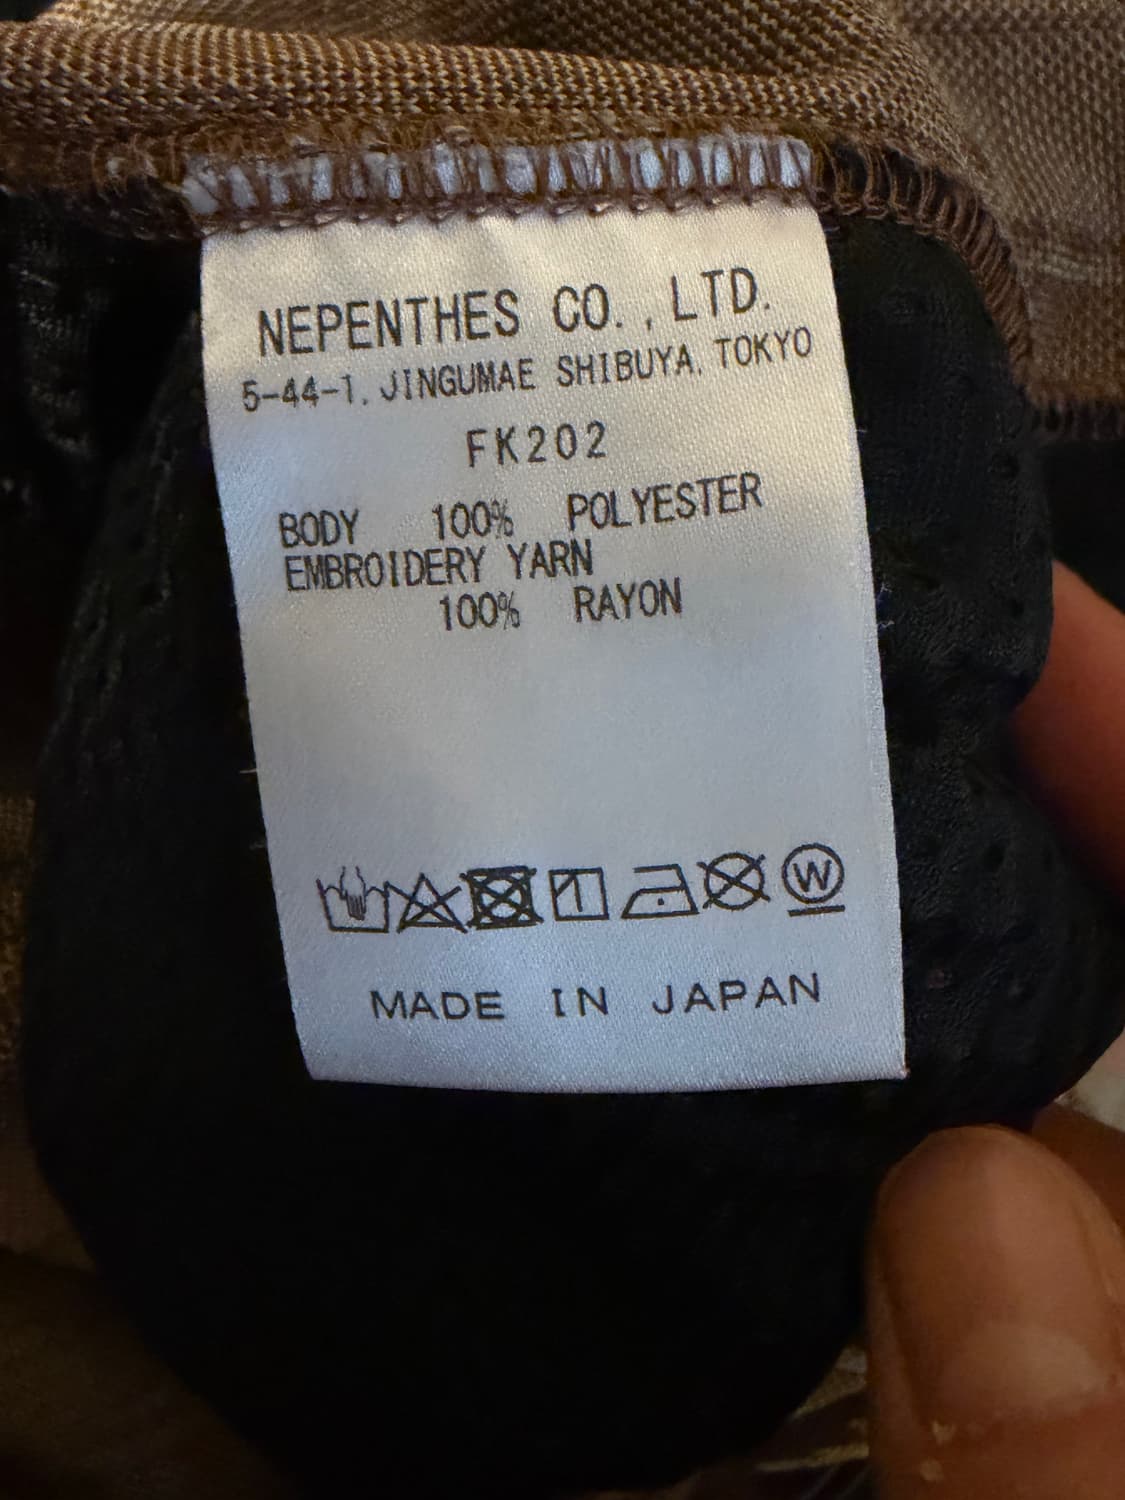 NEPENTHES CO., LTD.
5-44-1, JINGUMAE SHIBUYA, TOKYO
FK202
BODY 100% POLYESTER
EMBROIDERY YARN
100% RAYON
W
MADE IN JAPAN